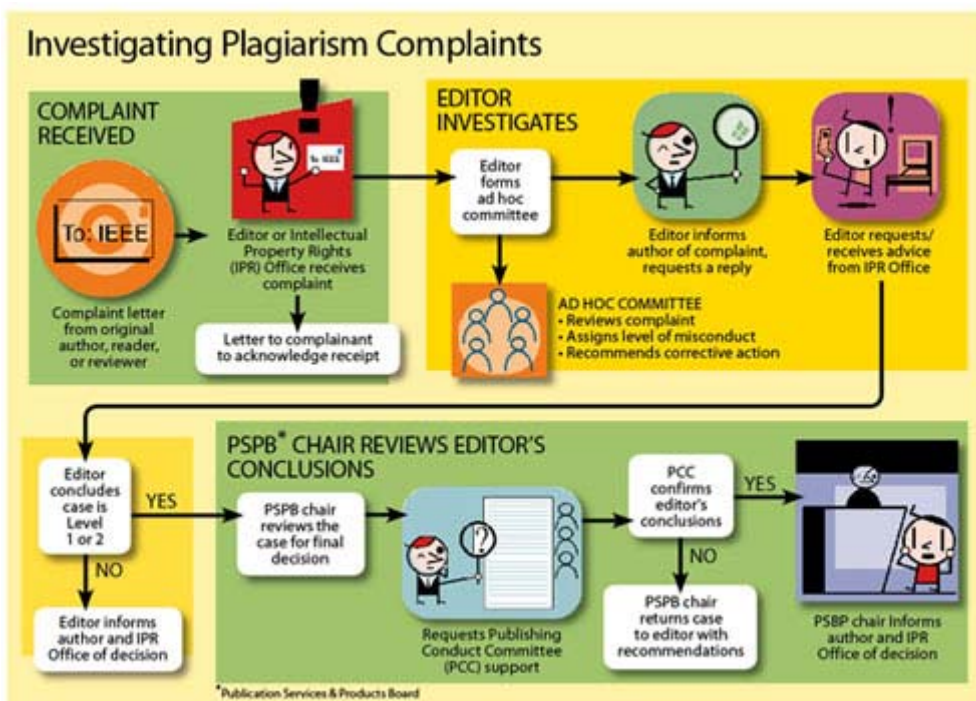 Investigating Plagiarism Complaints
COMPLAINT
RECEIVED
To: IEEE
Complaint letter
from original
author, reader,
or reviewer
To: IEEE
Editor or Intellectual
Property Rights
(IPR) Office receives
complaint
Letter to complainant
to acknowledge receipt
EDITOR
INVESTIGATES
Editor
forms
ad hoc
committee
AD HOC COMMITTEE
• Reviews complaint
• Assigns level of misconduct
• Recommends corrective action
Editor informs
author of complaint,
requests a reply
Editor requests/
receives advice
from IPR Office
Editor
concludes
case is
Level
1 or 2
YES
NO
Editor informs
author and IPR
Office of decision
PSPB* CHAIR REVIEWS EDITOR'S
CONCLUSIONS
PSPB chair
reviews the
case for final
decision
?
Requests Publishing
Conduct Committee
(PCC) support
PCC
confirms
editor's
conclusions
YES
NO
PSPB chair
returns case
to editor with
recommendations
PSBP chair Informs
author and IPR
Office of decision
*Publication Services & Products Board